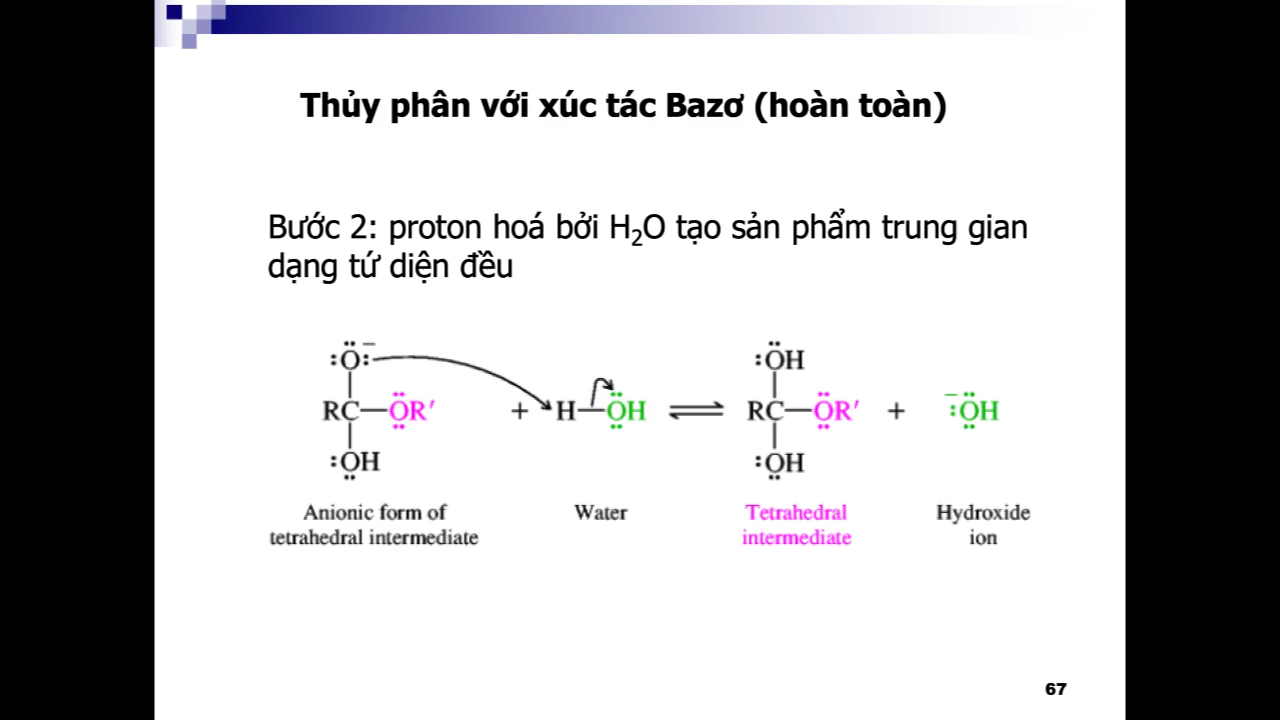 Thủy phân với xúc tác Bazơ (hoàn toàn)
Bước 2: proton hoá bởi H₂O tạo sản phẩm trung gian
dạng tứ diện đều
:Ö:⁻ :ÖH
RC—ÖR′ + H—ÖH ⇌ RC—ÖR′ + ⁻:ÖH
:ÖH :ÖH
Anionic form of Water Tetrahedral Hydroxide
tetrahedral intermediate intermediate ion
67